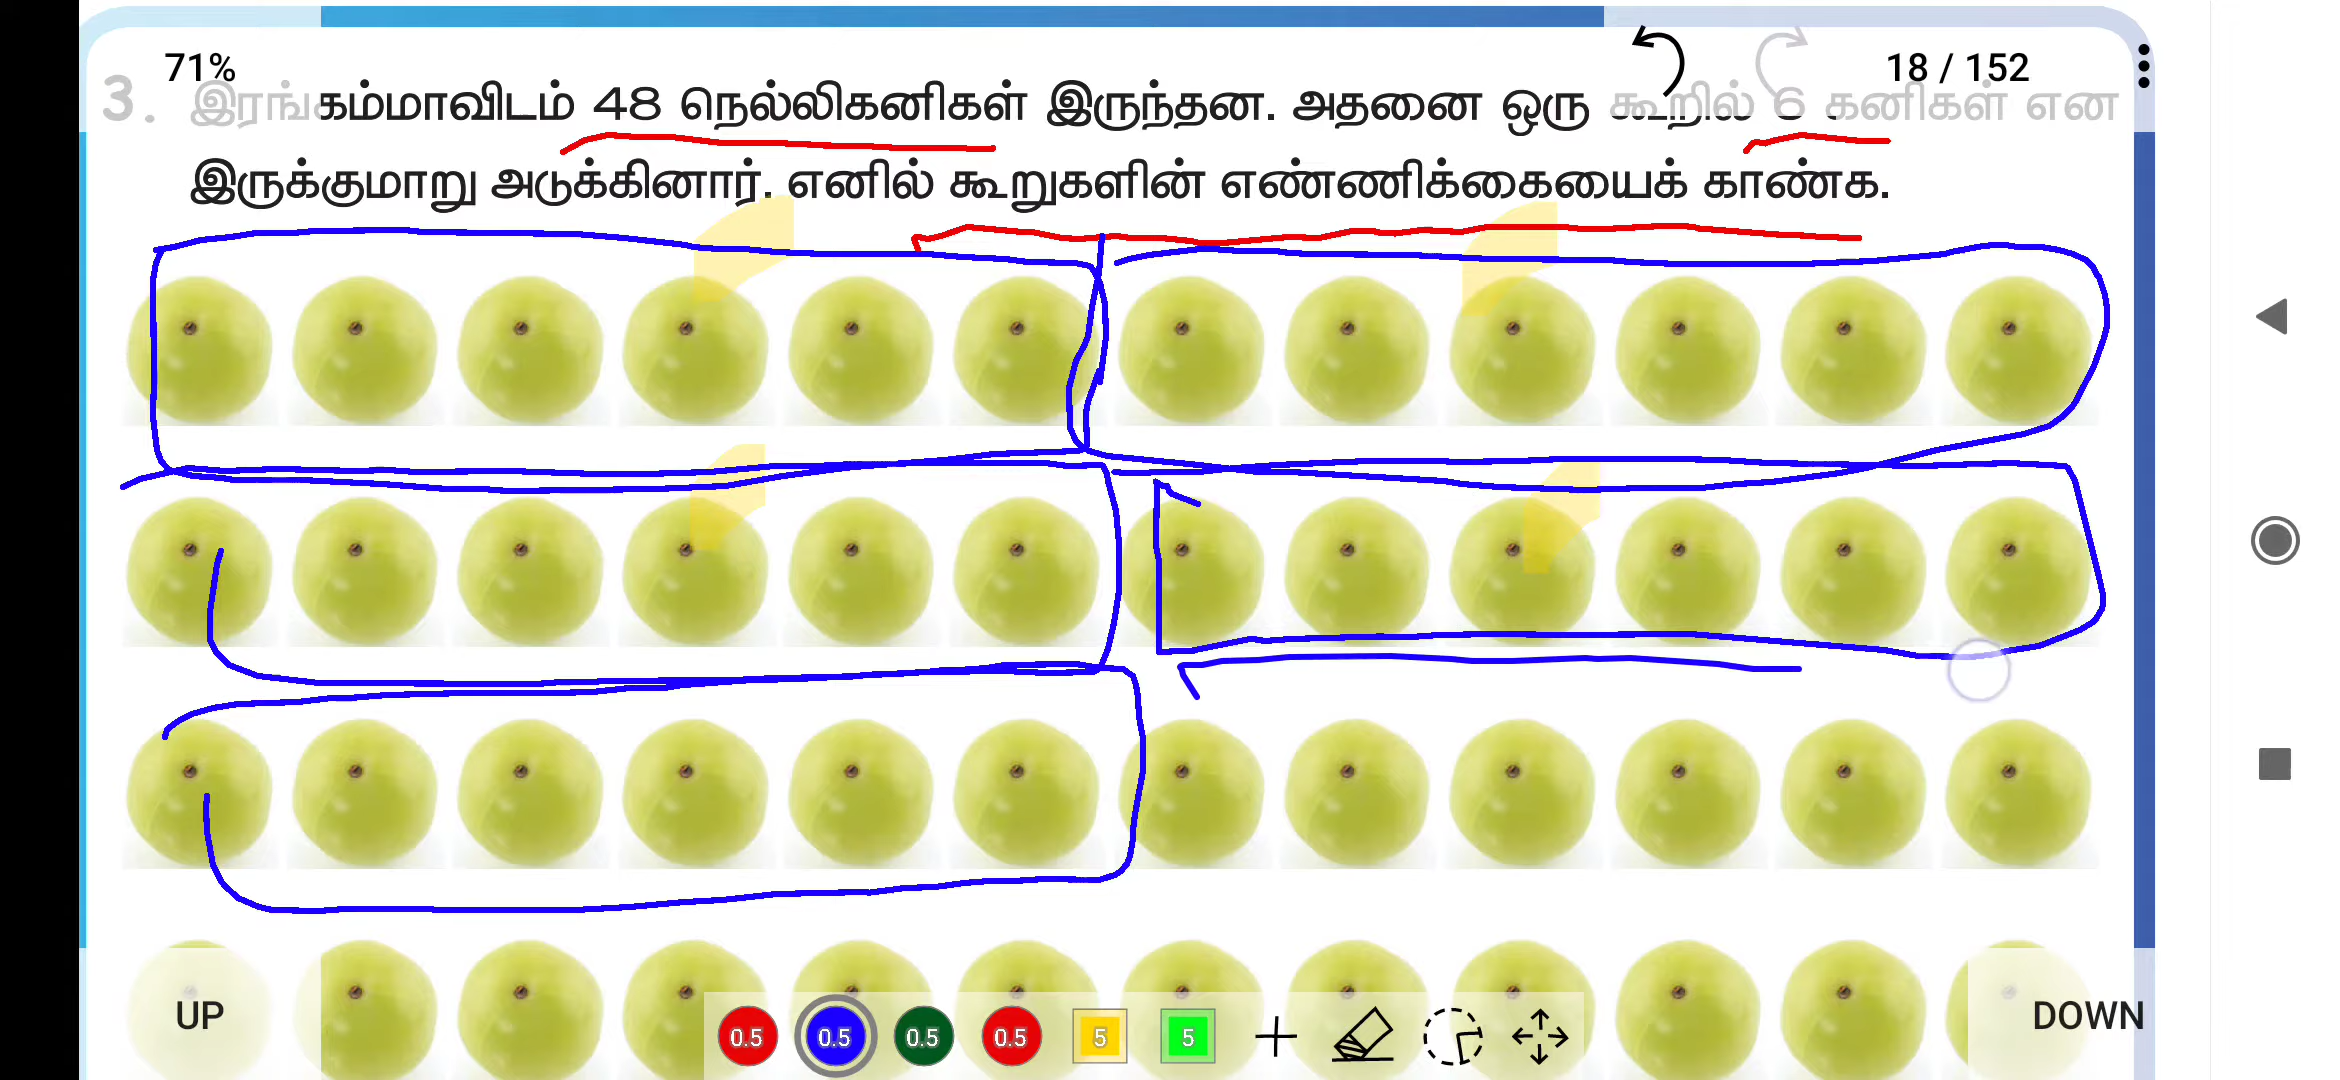 71%
18 / 152
3. இரங்கம்மாவிடம் 48 நெல்லிகனிகள் இருந்தன. அதனை ஒரு கூறில் 6 கனிகள் என
இருக்குமாறு அடுக்கினார். எனில் கூறுகளின் எண்ணிக்கையைக் காண்க.
UP
0.5 0.5 0.5 0.5 5 5
DOWN